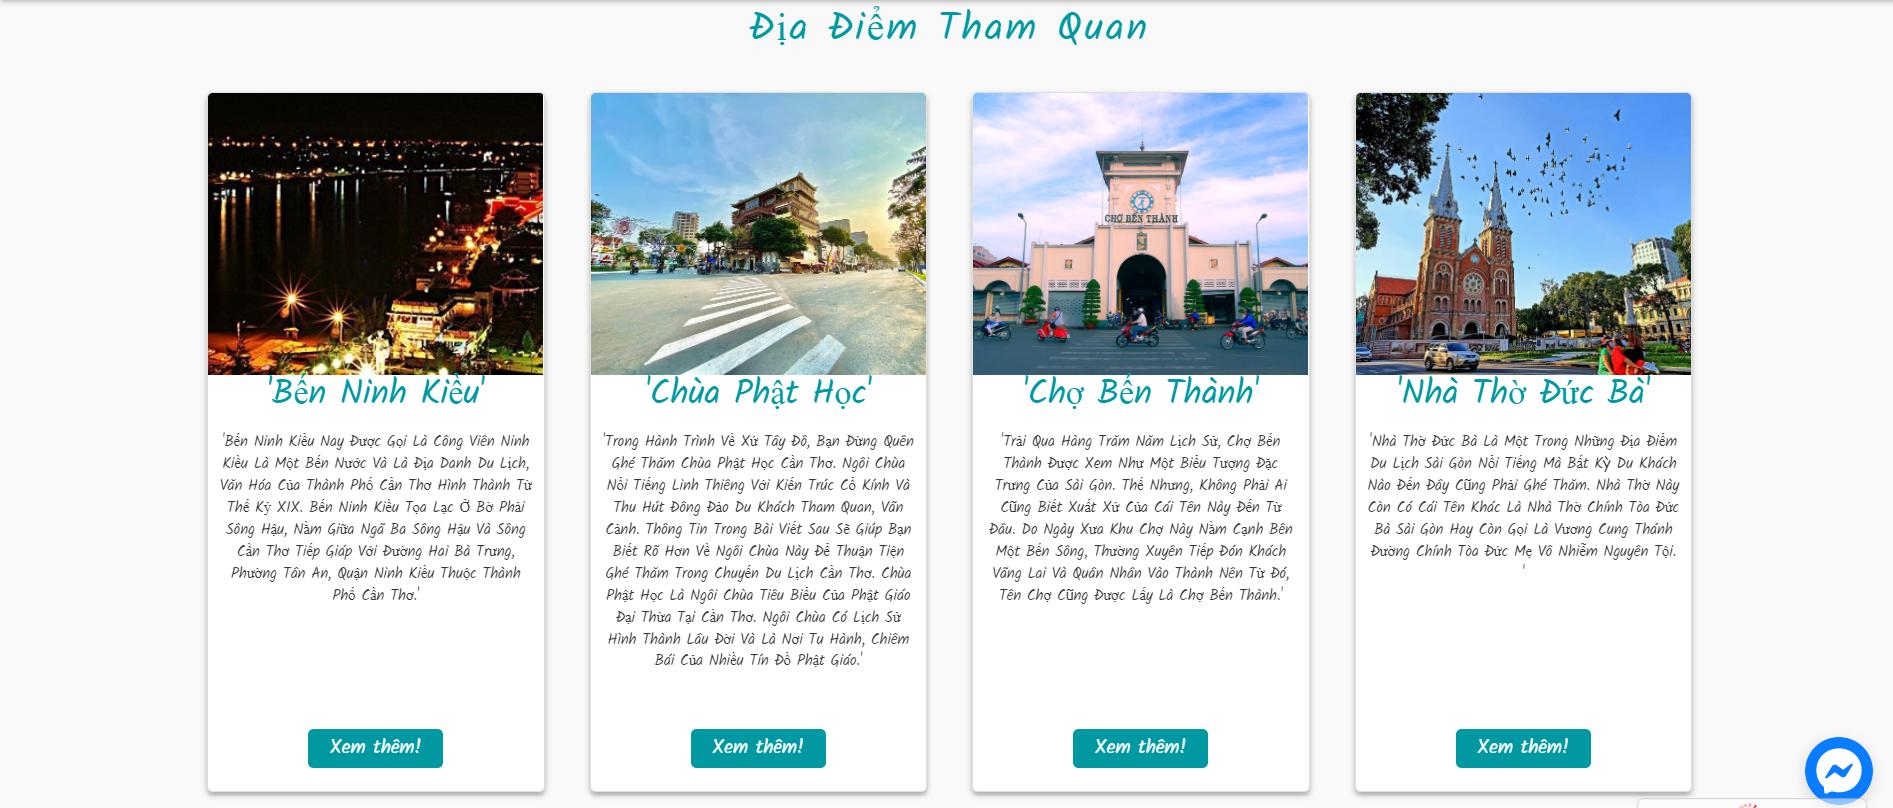 Địa Điểm Tham Quan
CHỢ BẾN THÀNH
'Bến Ninh Kiều'
'Bến Ninh Kiều Nay Được Gọi Là Công Viên Ninh
Kiều Là Một Bến Nước Và Là Địa Danh Du Lịch,
Văn Hóa Của Thành Phố Cần Thơ Hình Thành Từ
Thế Kỷ XIX. Bến Ninh Kiều Tọa Lạc Ở Bờ Phải
Sông Hậu, Nằm Giữa Ngã Ba Sông Hậu Và Sông
Cần Thơ Tiếp Giáp Với Đường Hai Bà Trưng,
Phường Tân An, Quận Ninh Kiều Thuộc Thành
Phố Cần Thơ.'
Xem thêm!
'Chùa Phật Học'
'Trong Hành Trình Về Xứ Tây Đô, Bạn Đừng Quên
Ghé Thăm Chùa Phật Học Cần Thơ. Ngôi Chùa
Nổi Tiếng Linh Thiêng Với Kiến Trúc Cổ Kính Và
Thu Hút Đông Đảo Du Khách Tham Quan, Vãn
Cảnh. Thông Tin Trong Bài Viết Sau Sẽ Giúp Bạn
Biết Rõ Hơn Về Ngôi Chùa Này Để Thuận Tiện
Ghé Thăm Trong Chuyến Du Lịch Cần Thơ. Chùa
Phật Học Là Ngôi Chùa Tiêu Biểu Của Phật Giáo
Đại Thừa Tại Cần Thơ. Ngôi Chùa Có Lịch Sử
Hình Thành Lâu Đời Và Là Nơi Tu Hành, Chiêm
Bái Của Nhiều Tín Đồ Phật Giáo.'
Xem thêm!
'Chợ Bến Thành'
'Trải Qua Hàng Trăm Năm Lịch Sử, Chợ Bến
Thành Được Xem Như Một Biểu Tượng Đặc
Trưng Của Sài Gòn. Thế Nhưng, Không Phải Ai
Cũng Biết Xuất Xứ Của Cái Tên Này Đến Từ
Đâu. Do Ngày Xưa Khu Chợ Này Nằm Cạnh Bên
Một Bến Sông, Thường Xuyên Tiếp Đón Khách
Vãng Lai Và Quân Nhân Vào Thành Nên Từ Đó,
Tên Chợ Cũng Được Lấy Là Chợ Bến Thành.'
Xem thêm!
'Nhà Thờ Đức Bà'
'Nhà Thờ Đức Bà Là Một Trong Những Địa Điểm
Du Lịch Sài Gòn Nổi Tiếng Mà Bất Kỳ Du Khách
Nào Đến Đây Cũng Phải Ghé Thăm. Nhà Thờ Này
Còn Có Cái Tên Khác Là Nhà Thờ Chính Tòa Đức
Bà Sài Gòn Hay Còn Gọi Là Vương Cung Thánh
Đường Chính Tòa Đức Mẹ Vô Nhiễm Nguyên Tội.
'
Xem thêm!